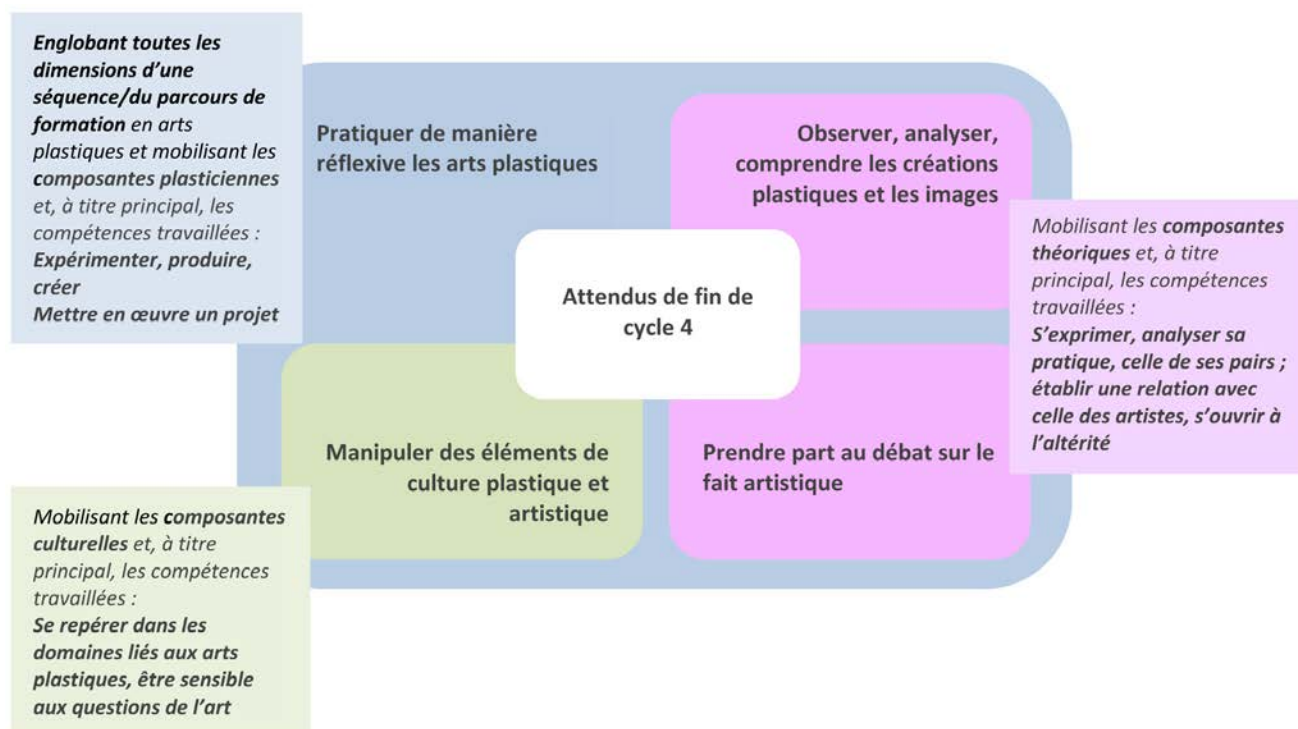 Englobant toutes les
dimensions d’une
séquence/du parcours de
formation en arts
plastiques et mobilisant les
composantes plasticiennes
et, à titre principal, les
compétences travaillées :
Expérimenter, produire,
créer
Mettre en œuvre un projet
Pratiquer de manière
réflexive les arts plastiques
Observer, analyser,
comprendre les créations
plastiques et les images
Mobilisant les composantes
théoriques et, à titre
principal, les compétences
travaillées :
S’exprimer, analyser sa
pratique, celle de ses pairs ;
établir une relation avec
celle des artistes, s’ouvrir à
l’altérité
Attendus de fin de
cycle 4
Manipuler des éléments de
culture plastique et
artistique
Prendre part au débat sur le
fait artistique
Mobilisant les composantes
culturelles et, à titre
principal, les compétences
travaillées :
Se repérer dans les
domaines liés aux arts
plastiques, être sensible
aux questions de l’art